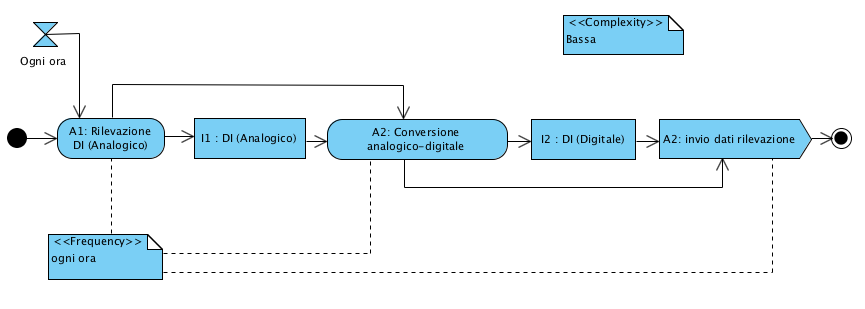 <<Complexity>>
Bassa
Ogni ora
A1: Rilevazione
DI (Analogico)
I1 : DI (Analogico)
A2: Conversione
analogico-digitale
I2 : DI (Digitale)
A2: invio dati rilevazione
<<Frequency>>
ogni ora